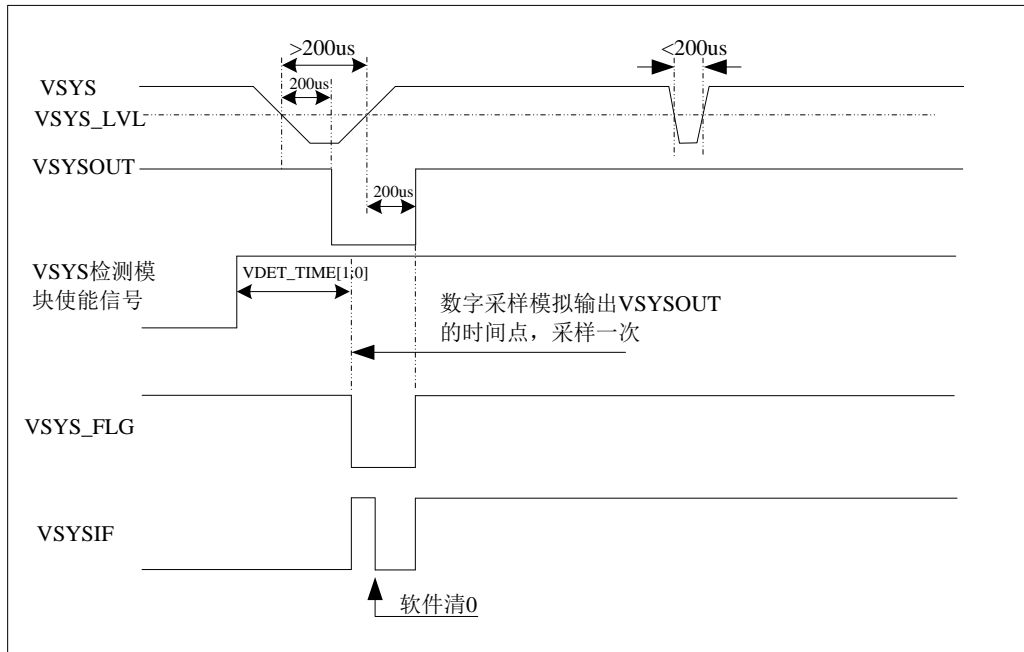 >200us
<200us
200us
VSYS
VSYS_LVL
VSYSOUT
200us
VSYS检测模
块使能信号
VDET_TIME[1:0]
数字采样模拟输出VSYSOUT
的时间点，采样一次
VSYS_FLG
VSYSIF
软件清0